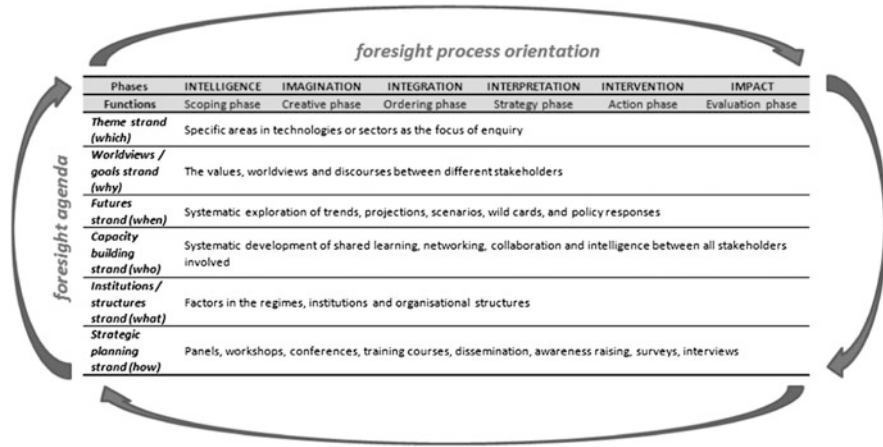 foresight process orientation
Phases INTELLIGENCE IMAGINATION INTEGRATION INTERPRETATION INTERVENTION IMPACT
Functions Scoping phase Creative phase Ordering phase Strategy phase Action phase Evaluation phase
Theme strand
(which)
Specific areas in technologies or sectors as the focus of enquiry
Worldviews /
goals strand
(why)
The values, worldviews and discourses between different stakeholders
Futures
strand (when)
Systematic exploration of trends, projections, scenarios, wild cards, and policy responses
Capacity
building
strand (who)
Systematic development of shared learning, networking, collaboration and intelligence between all stakeholders
involved
Institutions /
structures
strand (what)
Factors in the regimes, institutions and organisational structures
Strategic
planning
strand (how)
Panels, workshops, conferences, training courses, dissemination, awareness raising, surveys, interviews
foresight agenda